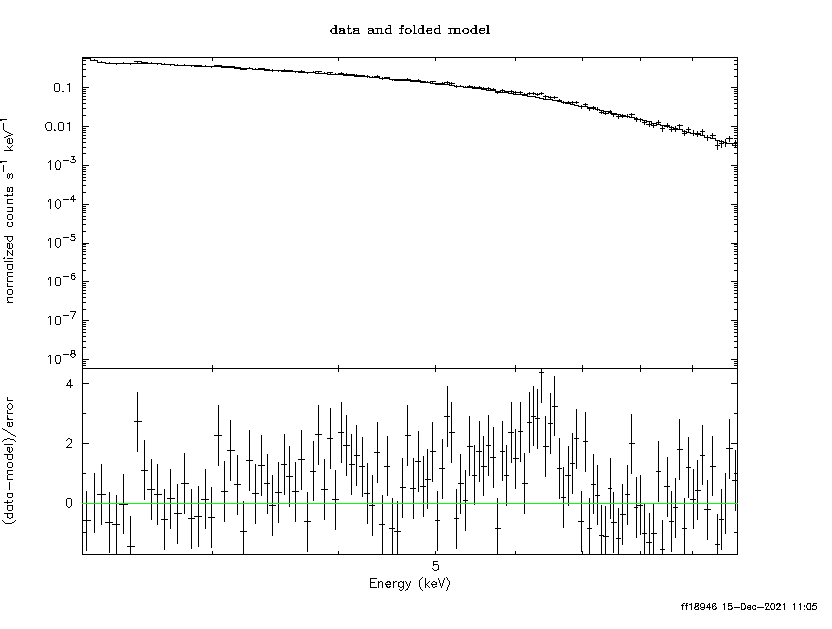 data and folded model
normalized counts s⁻¹ keV⁻¹
0.1
0.01
10⁻³
10⁻⁴
10⁻⁵
10⁻⁶
10⁻⁷
10⁻⁸
(data−model)/error
4
2
0
5
Energy (keV)
ff18946 15−Dec−2021 11:05